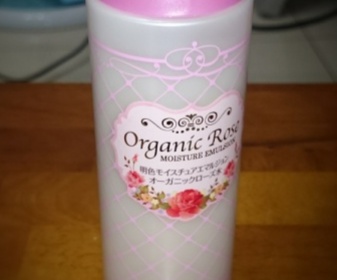 Organic Rose
MOISTURE EMULSION
明色モイスチュアエマルジョン
オーガニックローズ水